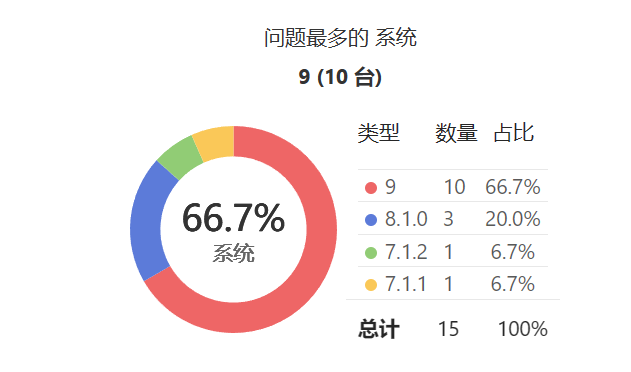 问题最多的 系统
9 (10 台)
66.7%
系统
类型 数量 占比
9 10 66.7%
8.1.0 3 20.0%
7.1.2 1 6.7%
7.1.1 1 6.7%
总计 15 100%